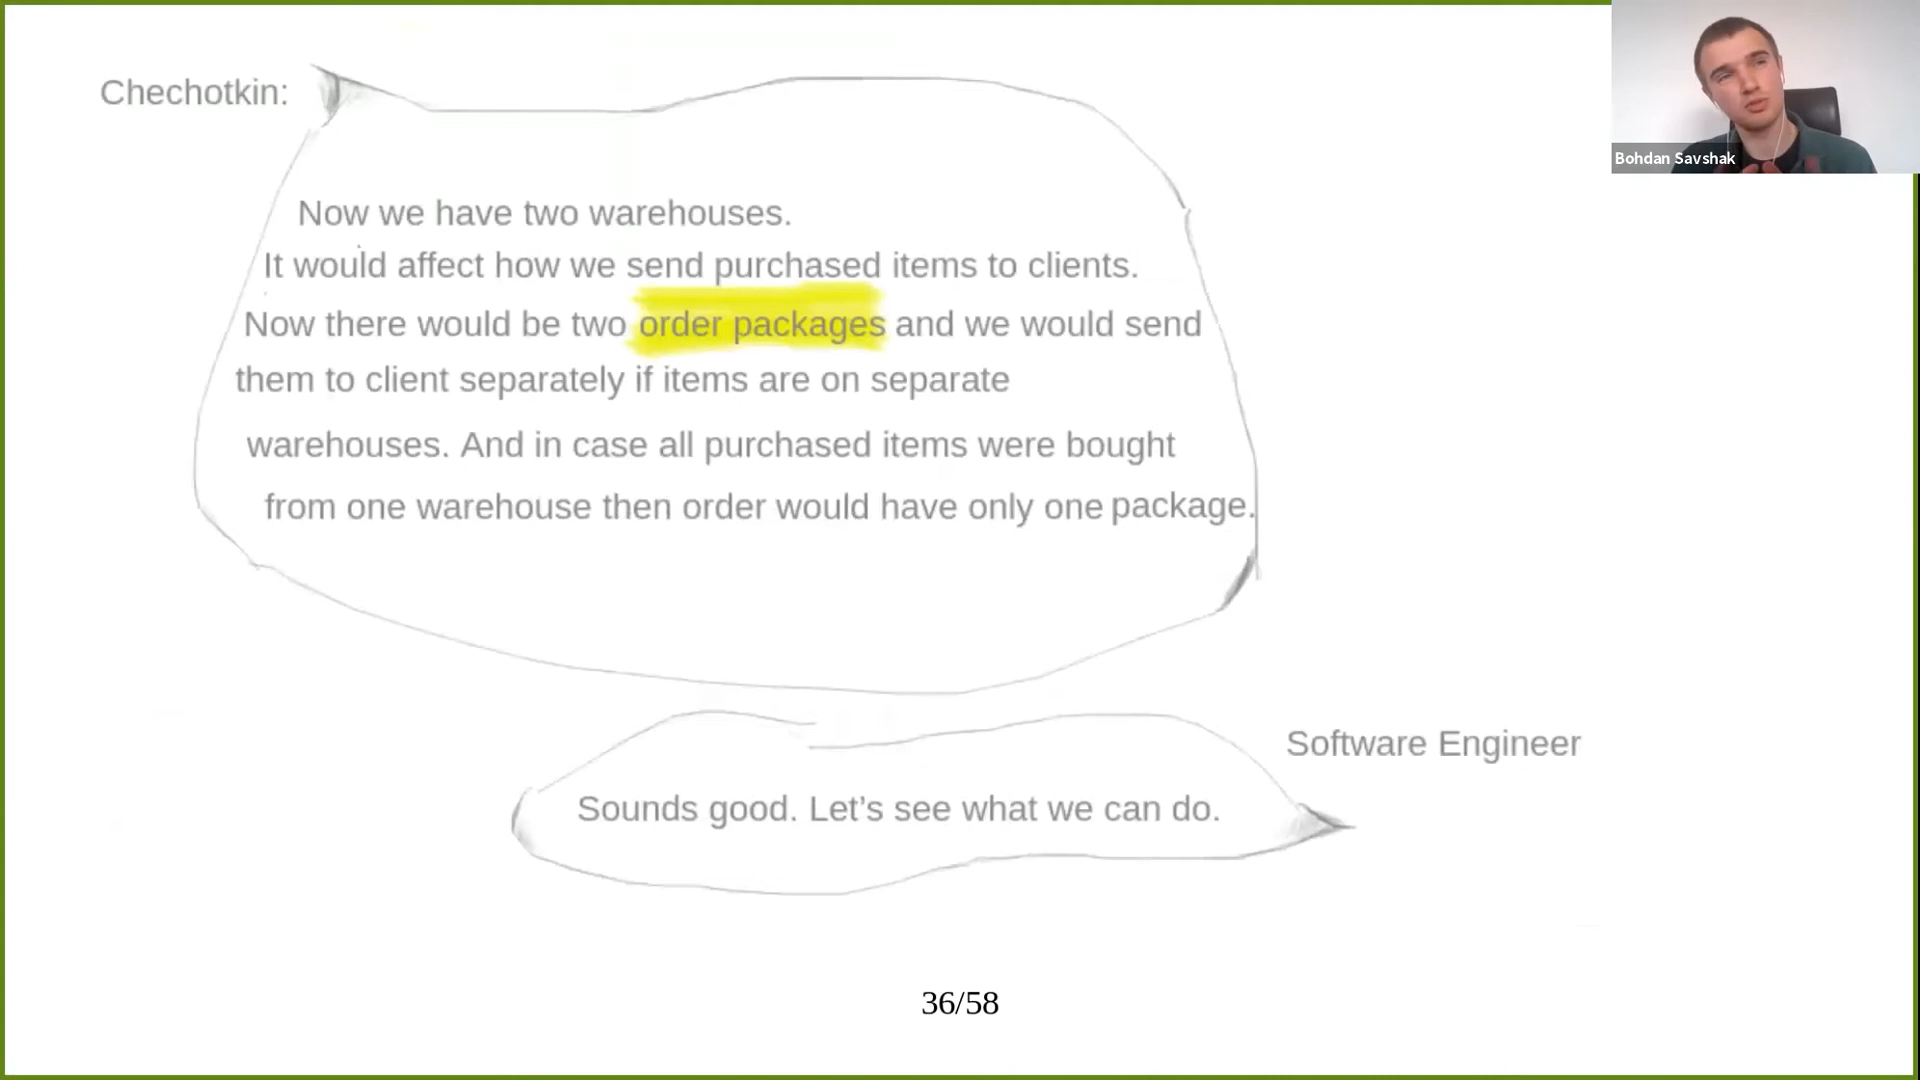 Chechotkin:
Bohdan Savshak
Now we have two warehouses.
It would affect how we send purchased items to clients.
Now there would be two order packages and we would send
them to client separately if items are on separate
warehouses. And in case all purchased items were bought
from one warehouse then order would have only one package.
Software Engineer
Sounds good. Let’s see what we can do.
36/58